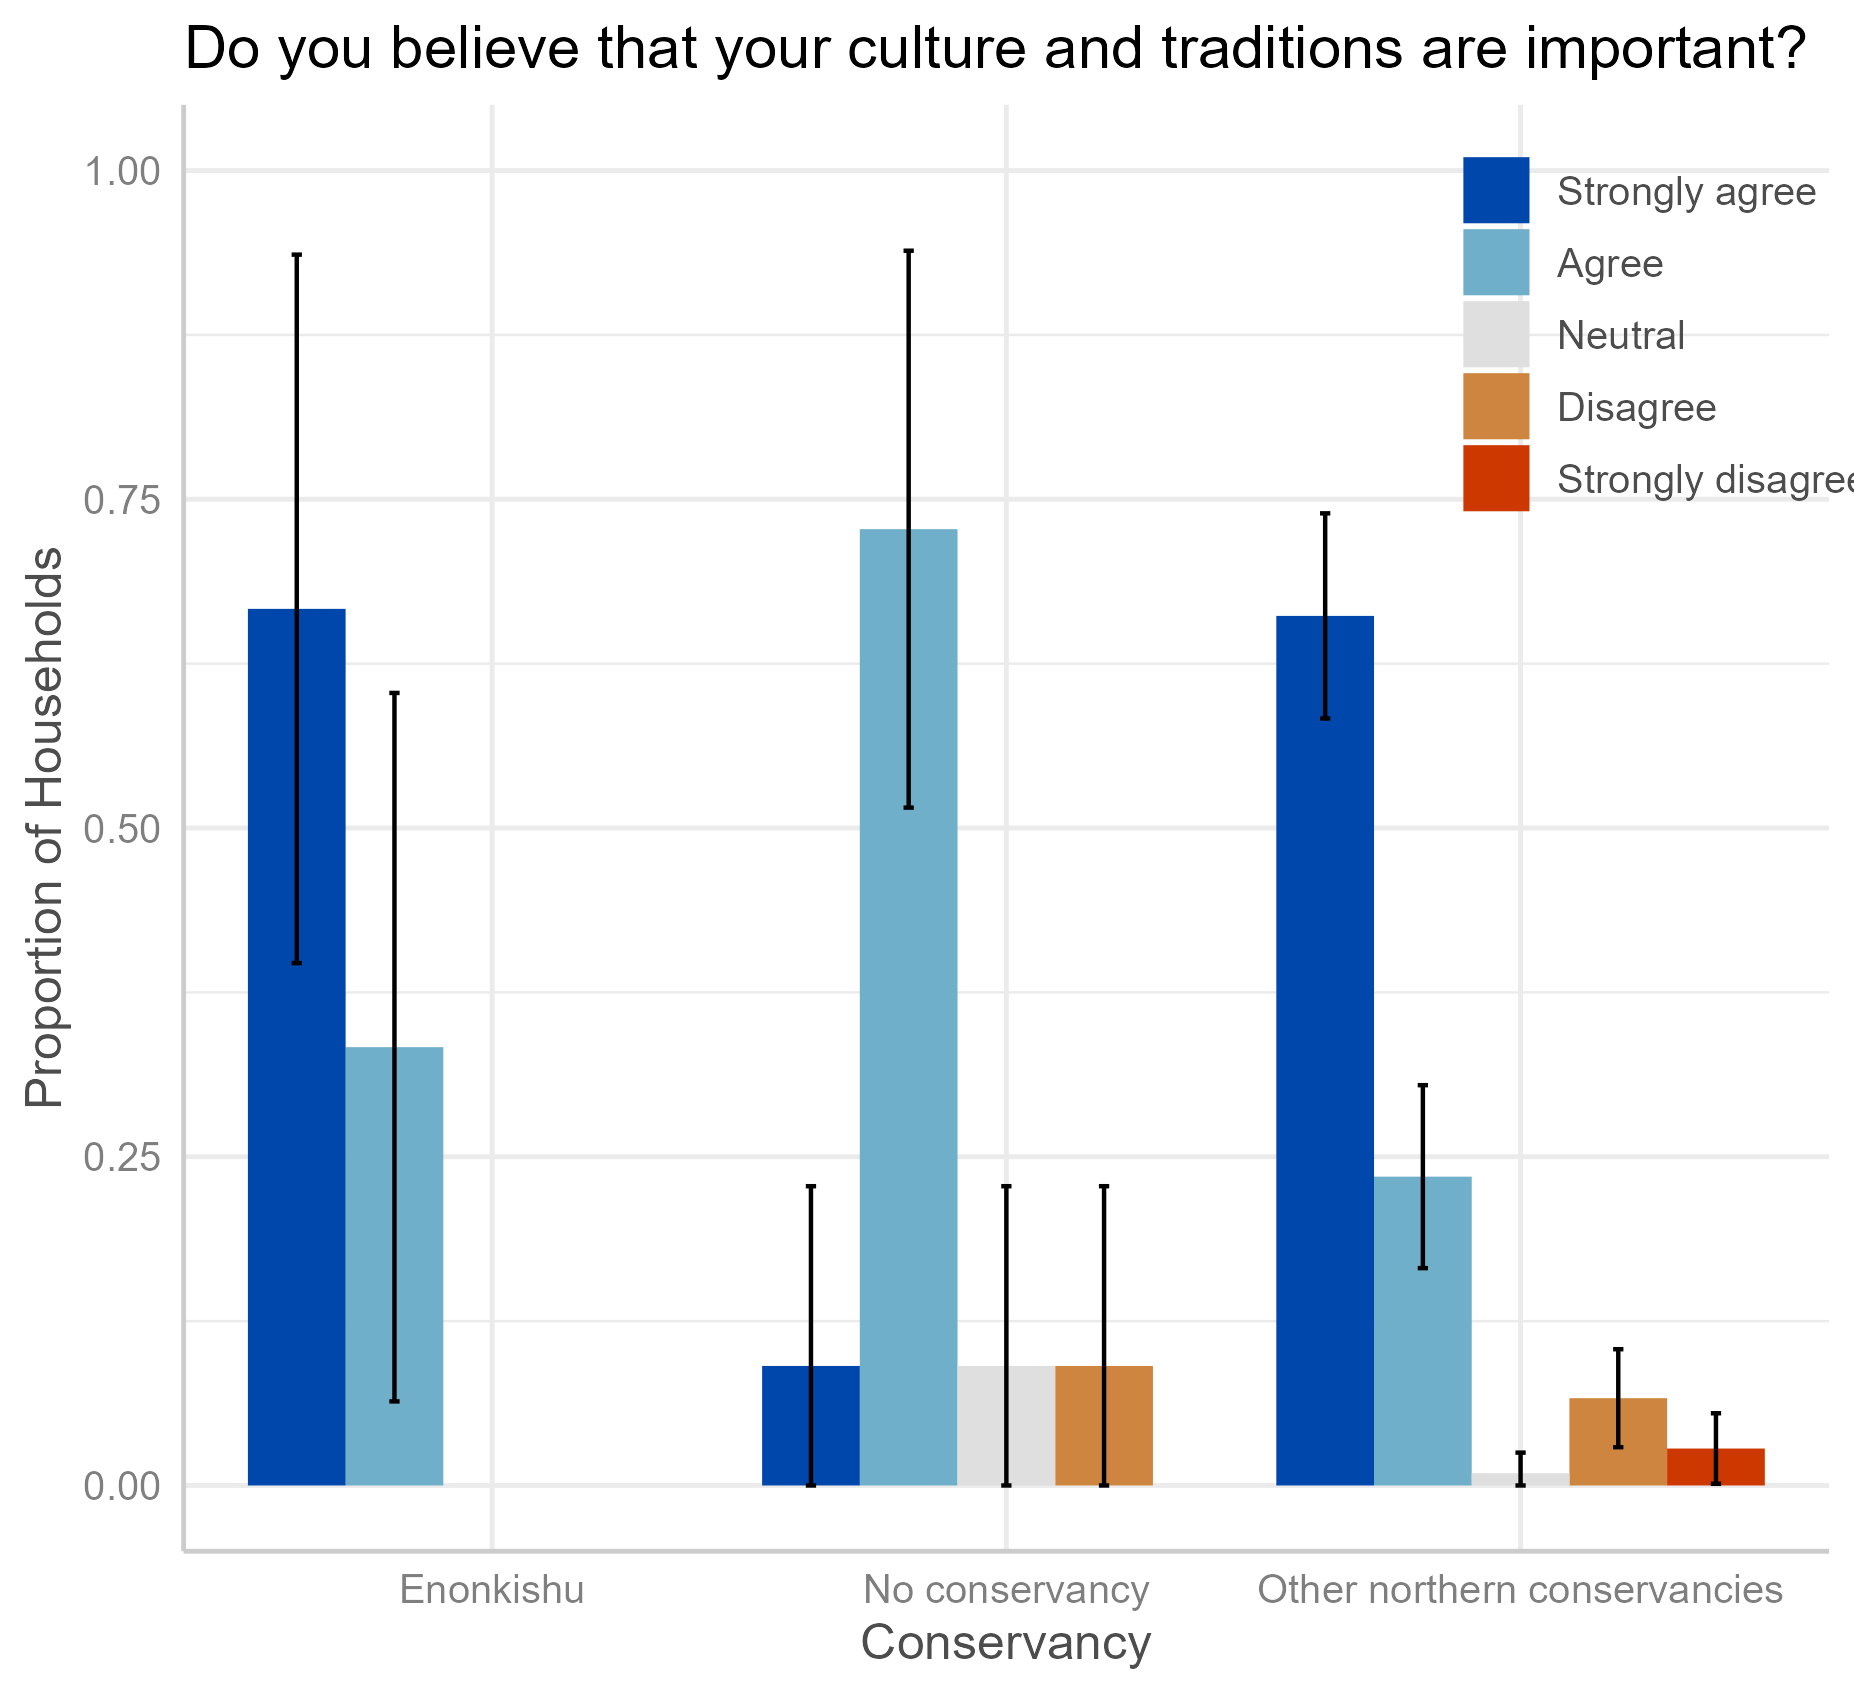 Do you believe that your culture and traditions are important?
1.00
0.75
0.50
0.25
0.00
Proportion of Households
Strongly agree
Agree
Neutral
Disagree
Strongly disagree
Enonkishu
No conservancy
Other northern conservancies
Conservancy